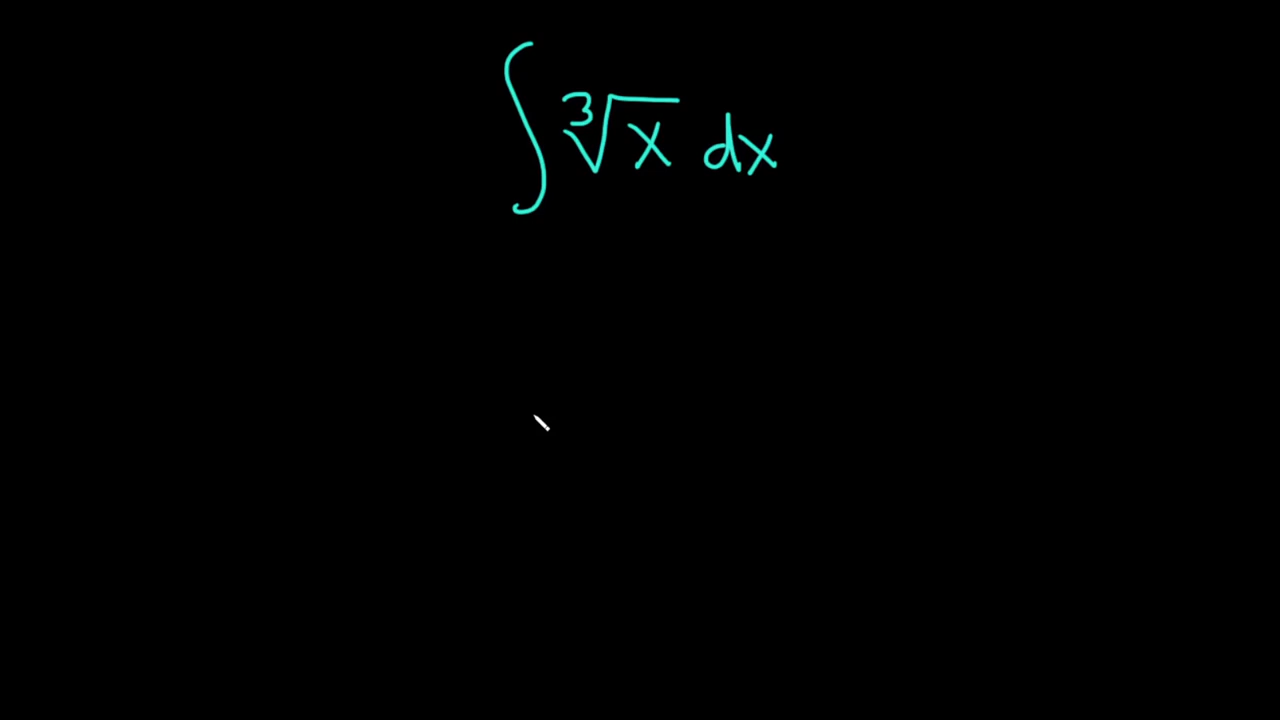 ∫ ∛x dx